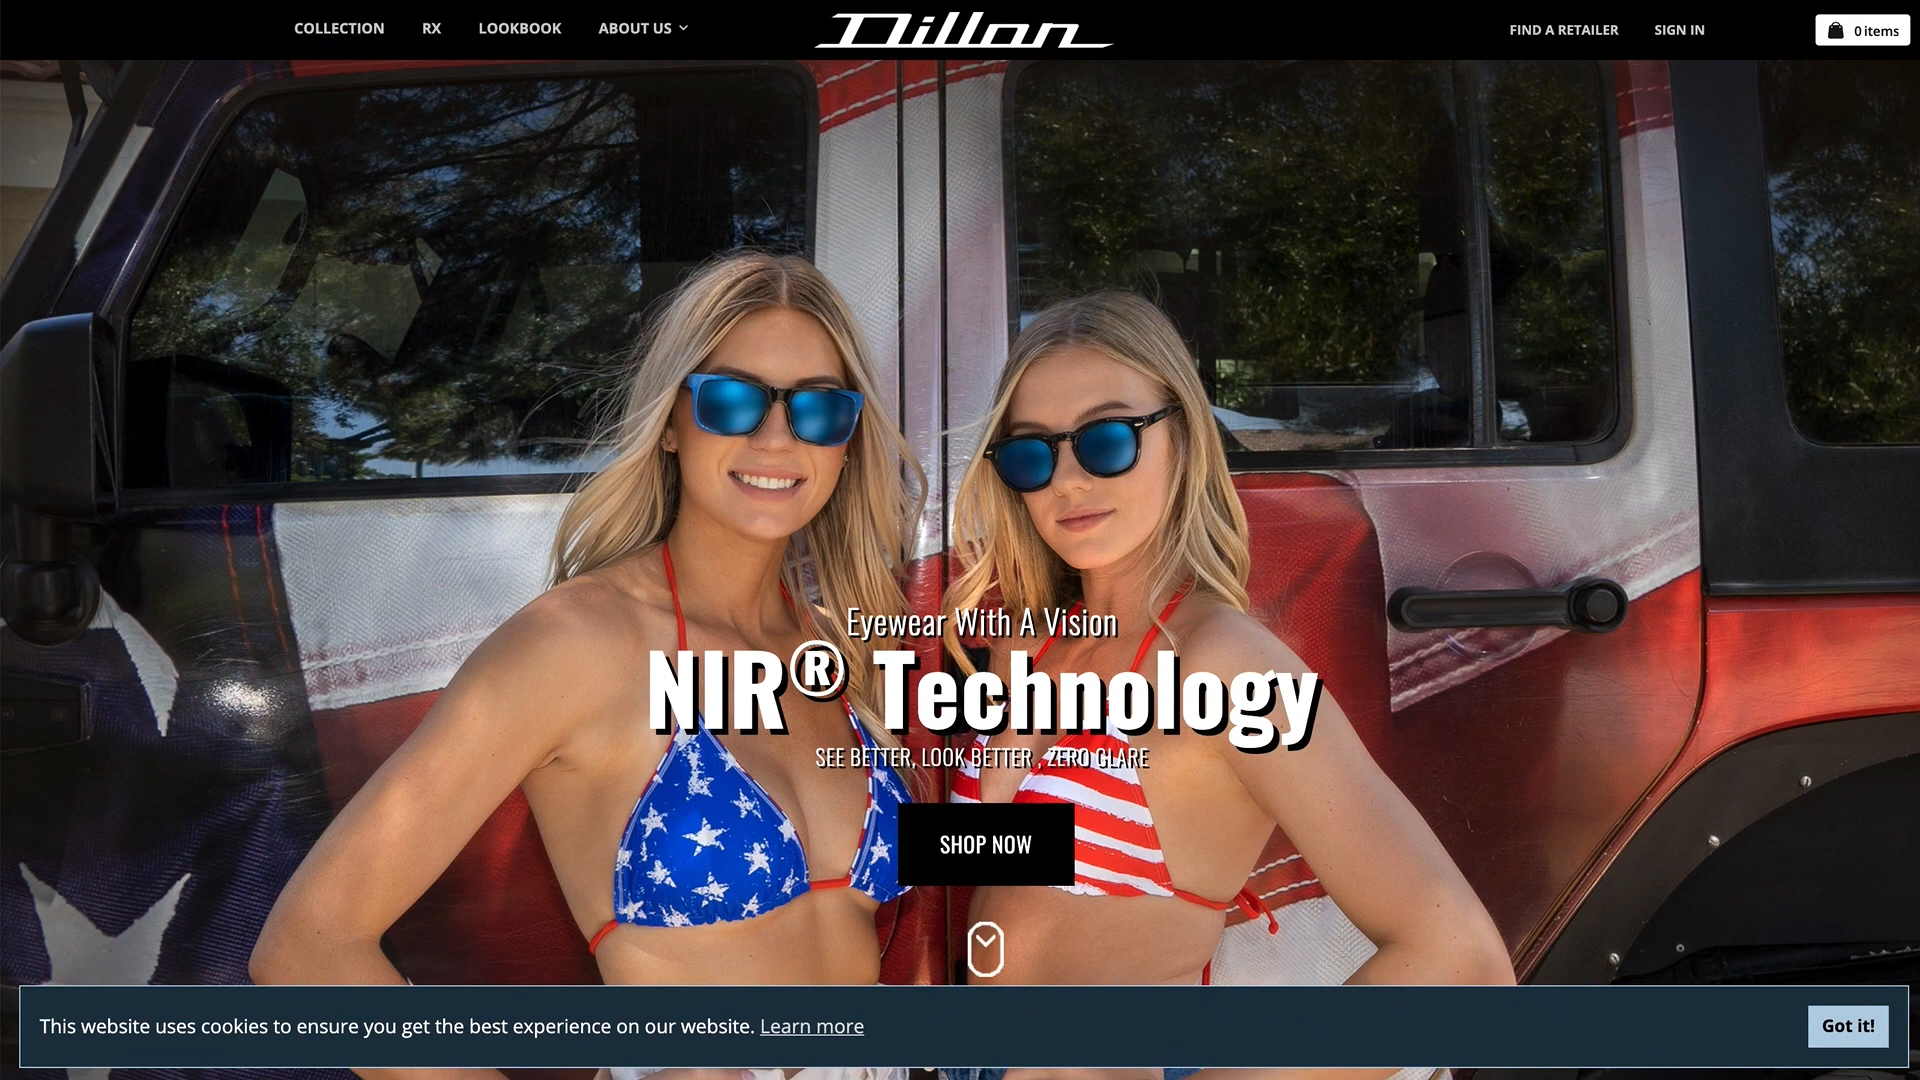 COLLECTION RX LOOKBOOK ABOUT US Dillon FIND A RETAILER SIGN IN 0 items
Eyewear With A Vision
NIR® Technology
SEE BETTER, LOOK BETTER , ZERO GLARE
SHOP NOW
This website uses cookies to ensure you get the best experience on our website. Learn more Got it!